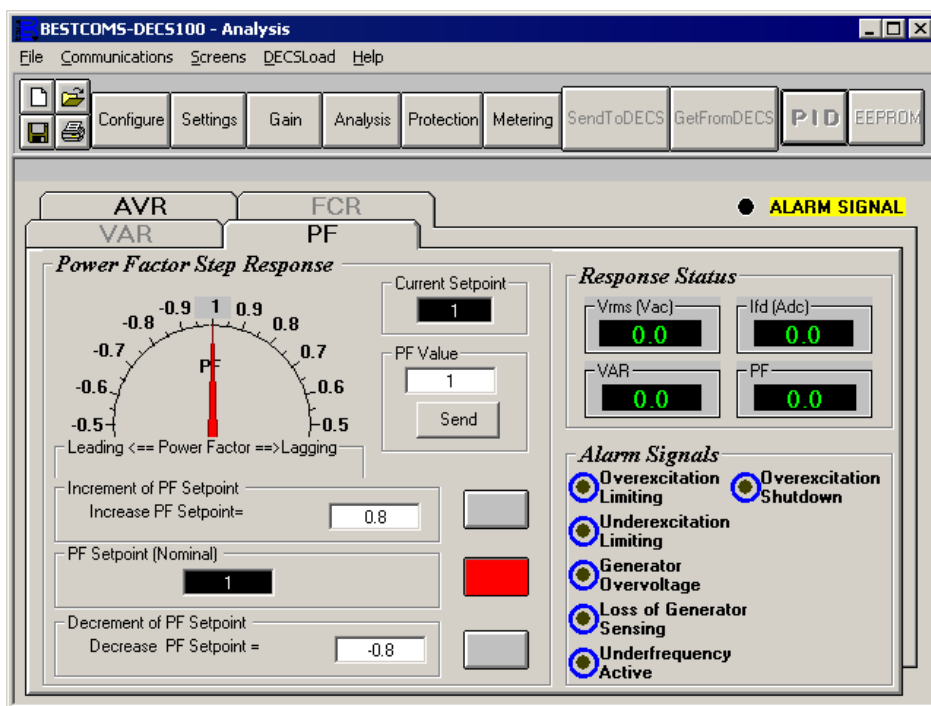 BESTCOMS-DECS100 - Analysis
File Communications Screens DECSLoad Help
Configure Settings Gain Analysis Protection Metering SendToDECS GetFromDECS PID EEPROM
AVR FCR
ALARM SIGNAL
VAR PF
Power Factor Step Response
-0.5 -0.6 -0.7 -0.8 -0.9 1 0.9 0.8 0.7 0.6 0.5
PF
Leading <== Power Factor ==>Lagging
Current Setpoint
1
PF Value
1
Send
Increment of PF Setpoint
Increase PF Setpoint= 0.8
PF Setpoint (Nominal)
1
Decrement of PF Setpoint
Decrease PF Setpoint = -0.8
Response Status
Vrms (Vac) Ifd (Adc)
0.0 0.0
VAR PF
0.0 0.0
Alarm Signals
Overexcitation
Limiting
Overexcitation
Shutdown
Underexcitation
Limiting
Generator
Overvoltage
Loss of Generator
Sensing
Underfrequency
Active